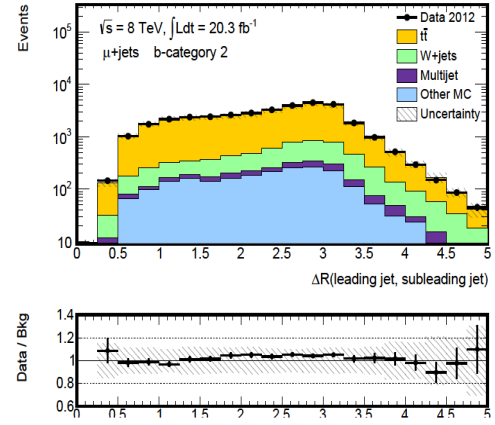 Events
√s = 8 TeV, ∫Ldt = 20.3 fb⁻¹
μ+jets b-category 2
Data 2012
tt̄
W+jets
Multijet
Other MC
Uncertainty
10⁵
10⁴
10³
10²
10
0 0.5 1 1.5 2 2.5 3 3.5 4 4.5 5
ΔR(leading jet, subleading jet)
Data / Bkg
1.4
1.2
1
0.8
0.6
0 0.5 1 1.5 2 2.5 3 3.5 4 4.5 5